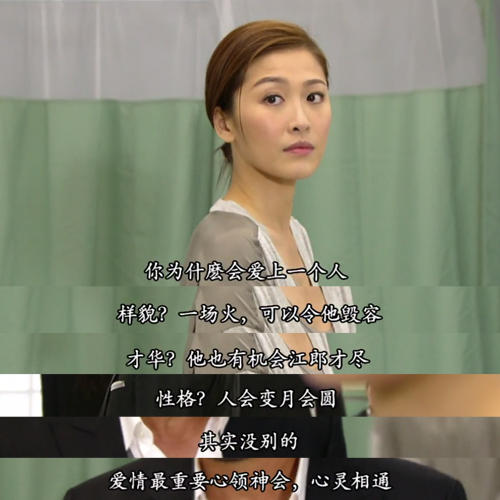 你为什麽会爱上一个人
样貌？一场火，可以令他毁容
才华？他也有机会江郎才尽
性格？人会变月会圆
其实没别的
爱情最重要心领神会，心灵相通